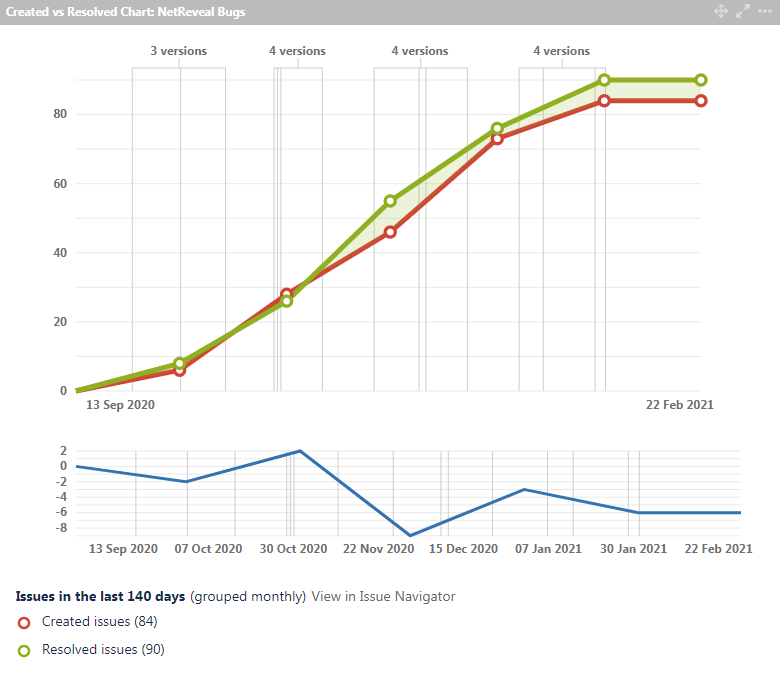 Created vs Resolved Chart: NetReveal Bugs
3 versions 4 versions 4 versions 4 versions
80
60
40
20
0
13 Sep 2020 22 Feb 2021
2
0
-2
-4
-6
-8
13 Sep 2020 07 Oct 2020 30 Oct 2020 22 Nov 2020 15 Dec 2020 07 Jan 2021 30 Jan 2021 22 Feb 2021
Issues in the last 140 days (grouped monthly) View in Issue Navigator
Created issues (84)
Resolved issues (90)